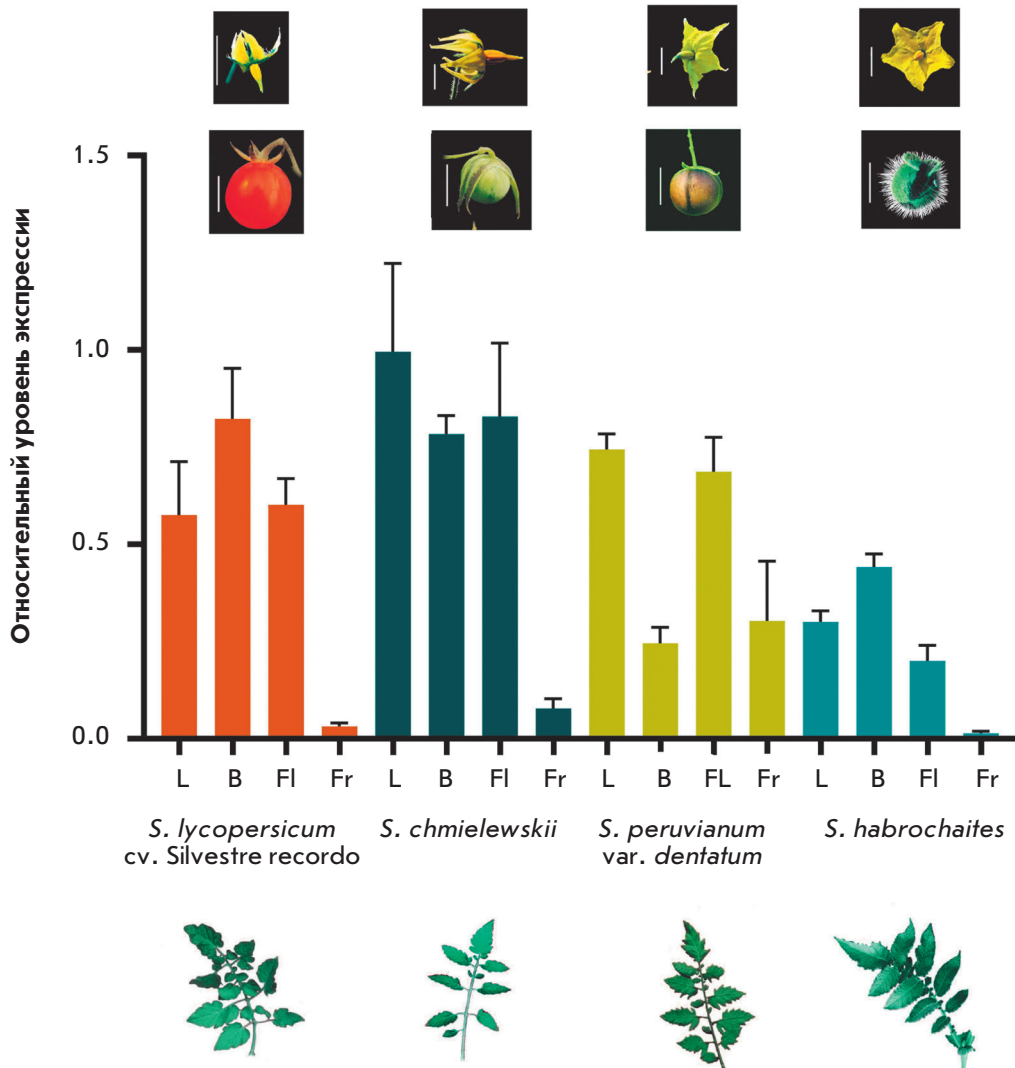 Относительный уровень экспрессии
1.5
1.0
0.5
0.0
L B Fl Fr L B Fl Fr L B FL Fr L B Fl Fr
S. lycopersicum
cv. Silvestre recordo
S. chmielewskii
S. peruvianum
var. dentatum
S. habrochaites